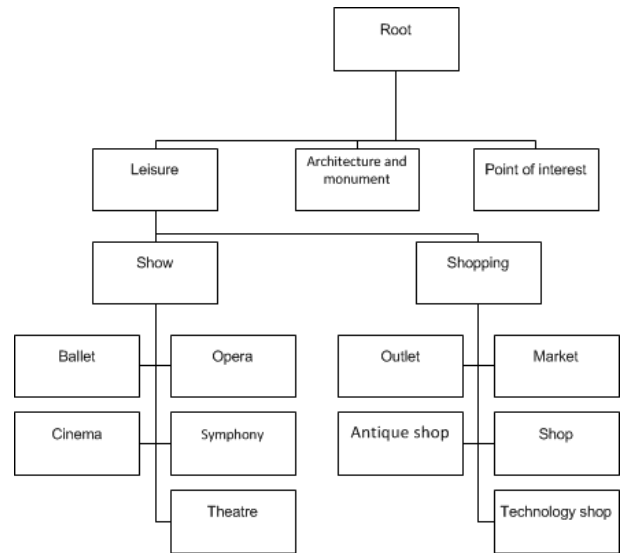 Root
Leisure
Architecture and
monument
Point of interest
Show
Shopping
Ballet
Opera
Outlet
Market
Cinema
Symphony
Antique shop
Shop
Theatre
Technology shop